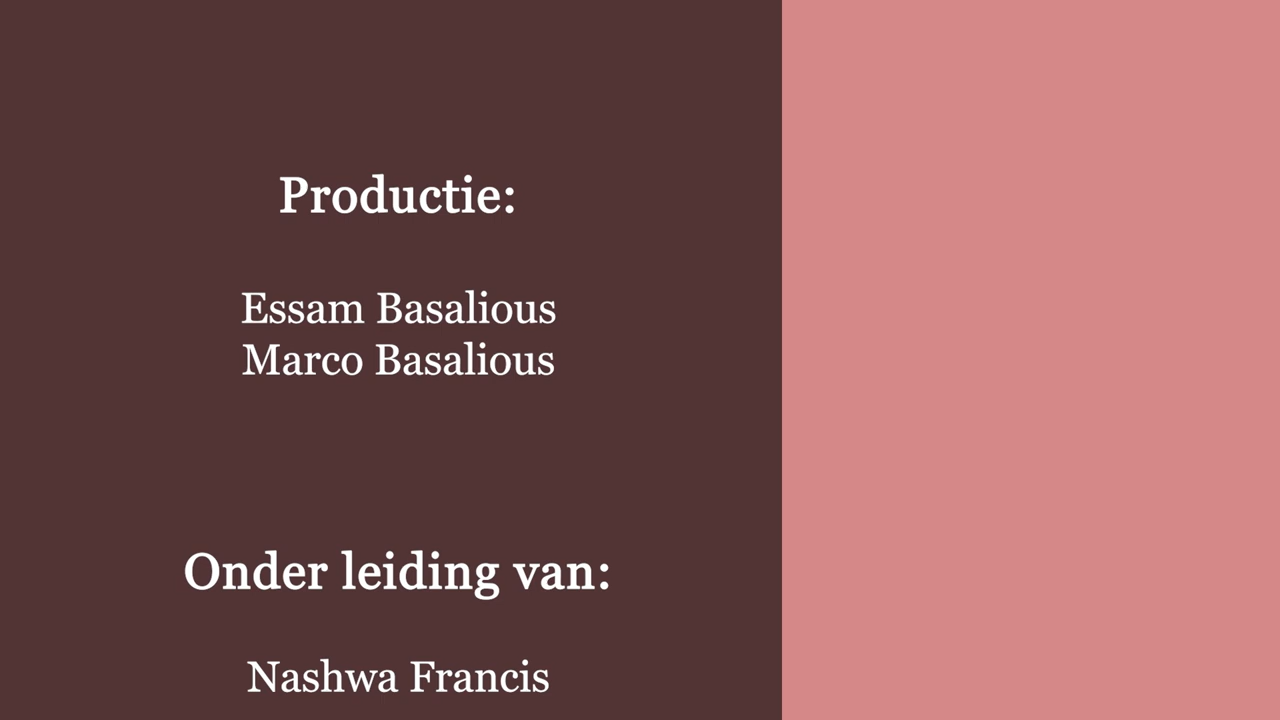 Productie:
Essam Basalious
Marco Basalious
Onder leiding van:
Nashwa Francis